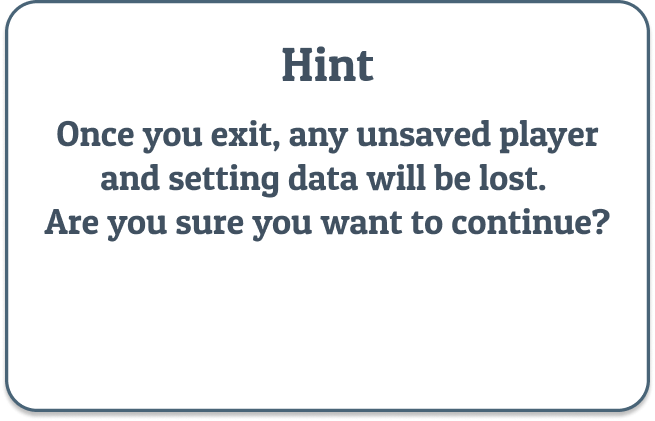 Hint
Once you exit, any unsaved player
and setting data will be lost.
Are you sure you want to continue?